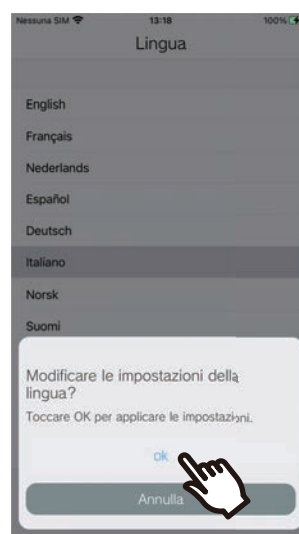 Nessuna SIM 13:18 100%
Lingua
English
Français
Nederlands
Español
Deutsch
Italiano
Norsk
Suomi
Modificare le impostazioni della
lingua?
Toccare OK per applicare le impostazioni.
ok
Annulla